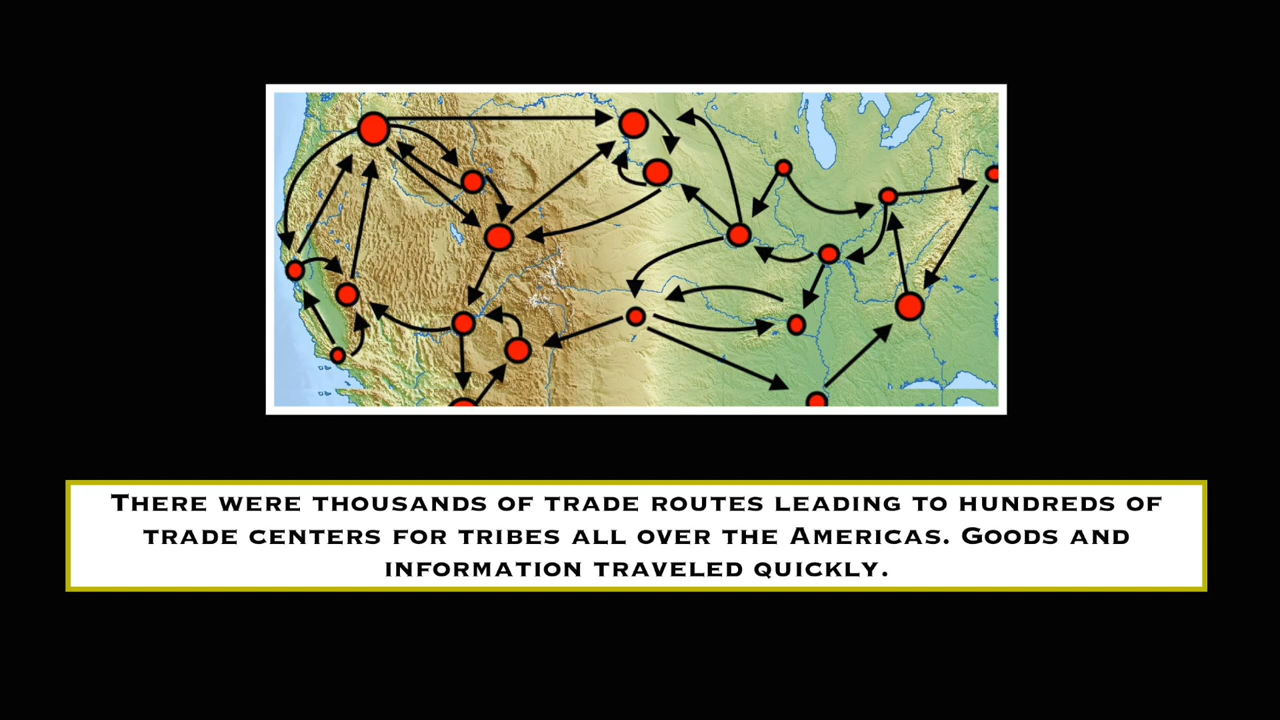 There were thousands of trade routes leading to hundreds of
trade centers for tribes all over the Americas. Goods and
information traveled quickly.